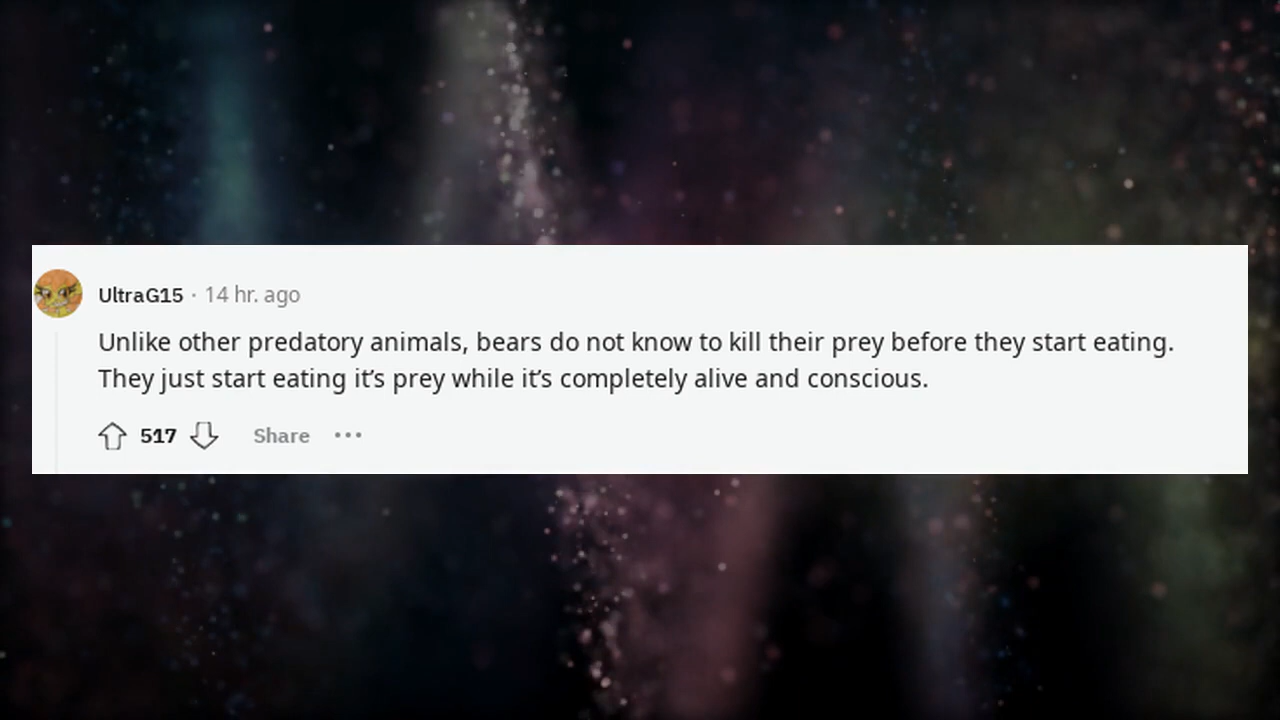 UltraG15 · 14 hr. ago
Unlike other predatory animals, bears do not know to kill their prey before they start eating.
They just start eating it’s prey while it’s completely alive and conscious.
517 Share ···